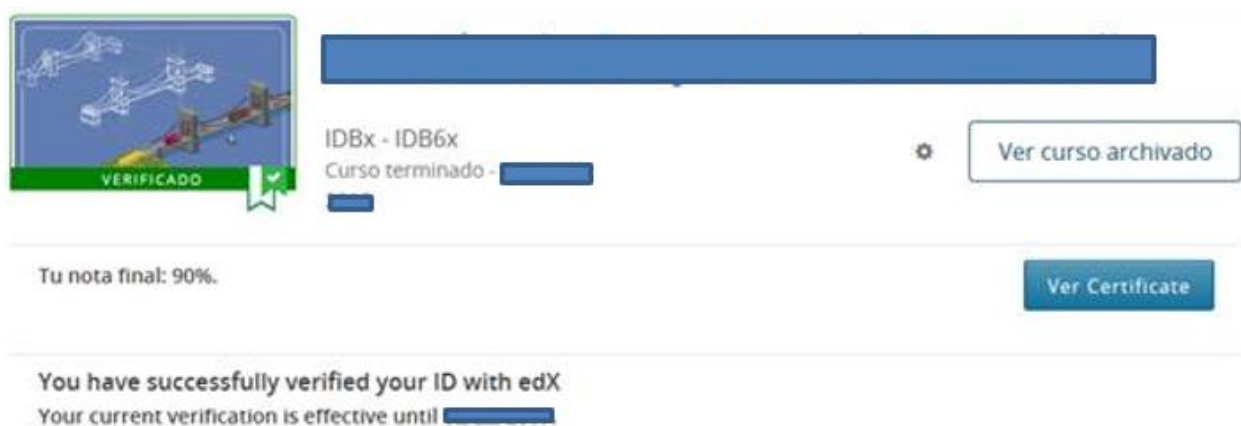 IDBx - IDB6x
Ver curso archivado
Curso terminado -
VERIFICADO
Tu nota final: 90%.
Ver Certificate
You have successfully verified your ID with edX
Your current verification is effective until